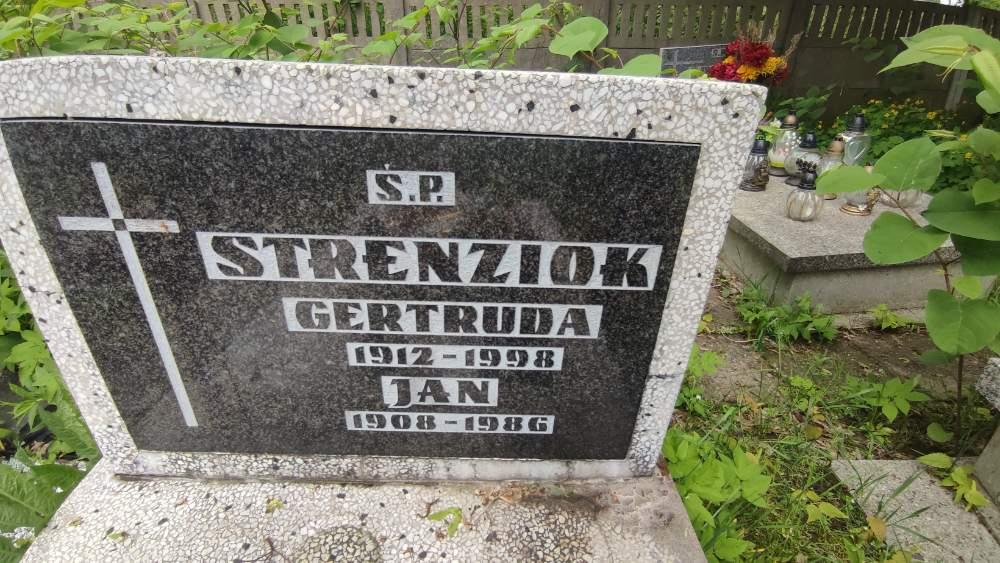 Ś.P.
STRENZIOK
GERTRUDA
1912-1998
JAN
1908-1986